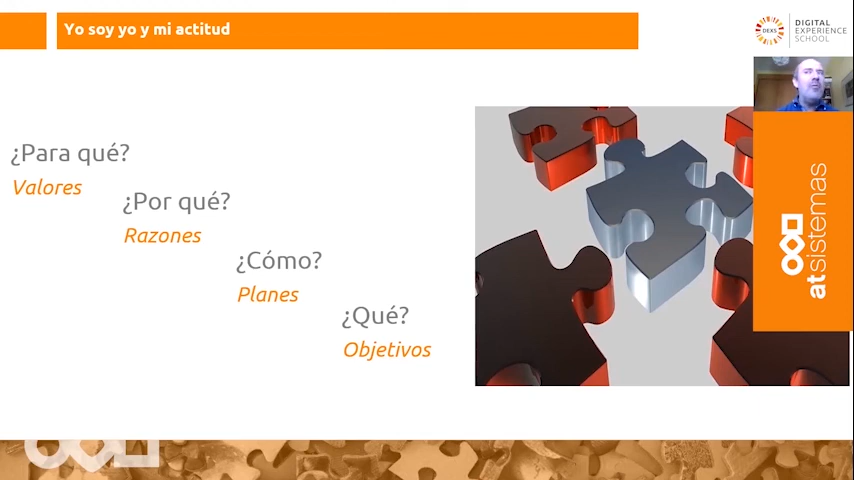 Yo soy yo y mi actitud
DEXS
DIGITAL
EXPERIENCE
SCHOOL
¿Para qué?
Valores
¿Por qué?
Razones
¿Cómo?
Planes
¿Qué?
Objetivos
atsistemas